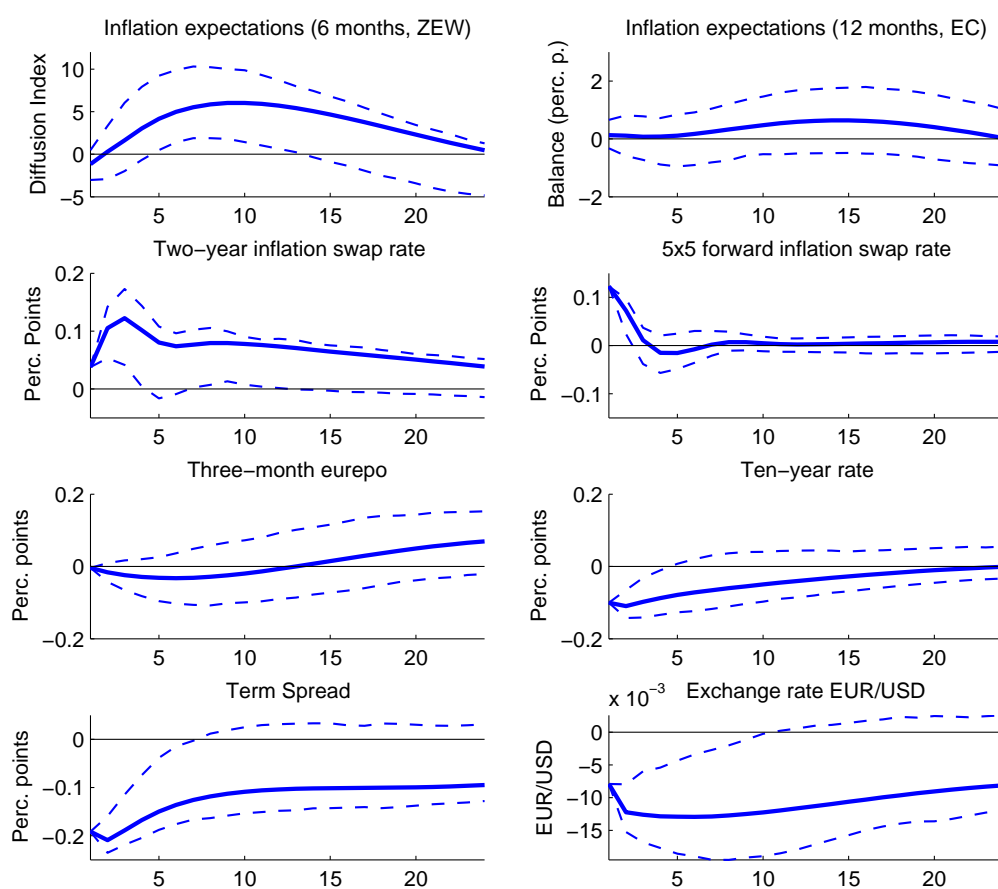 Inflation expectations (6 months, ZEW)
Diffusion Index
10
5
0
−5
5 10 15 20
Inflation expectations (12 months, EC)
Balance (perc. p.)
2
0
−2
5 10 15 20
Two−year inflation swap rate
Perc. Points
0.2
0.1
0
5 10 15 20
5x5 forward inflation swap rate
Perc. Points
0.1
0
−0.1
5 10 15 20
Three−month eurepo
Perc. points
0.2
0
−0.2
5 10 15 20
Ten−year rate
Perc. points
0.2
0
−0.2
5 10 15 20
Term Spread
Perc. points
0
−0.1
−0.2
5 10 15 20
x 10−3 Exchange rate EUR/USD
EUR/USD
0
−5
−10
−15
5 10 15 20